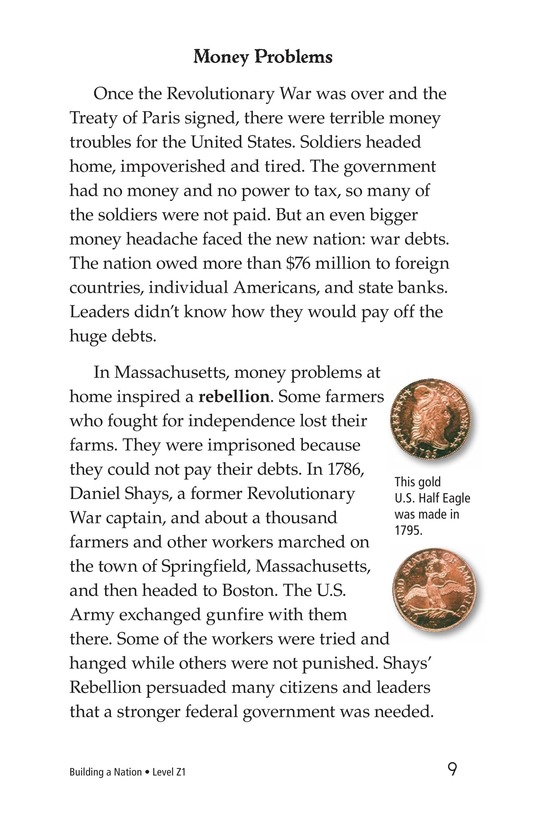 Money Problems
Once the Revolutionary War was over and the
Treaty of Paris signed, there were terrible money
troubles for the United States. Soldiers headed
home, impoverished and tired. The government
had no money and no power to tax, so many of
the soldiers were not paid. But an even bigger
money headache faced the new nation: war debts.
The nation owed more than $76 million to foreign
countries, individual Americans, and state banks.
Leaders didn't know how they would pay off the
huge debts.
In Massachusetts, money problems at
home inspired a rebellion. Some farmers
who fought for independence lost their
farms. They were imprisoned because
they could not pay their debts. In 1786,
Daniel Shays, a former Revolutionary
War captain, and about a thousand
farmers and other workers marched on
the town of Springfield, Massachusetts,
and then headed to Boston. The U.S.
Army exchanged gunfire with them
there. Some of the workers were tried and
hanged while others were not punished. Shays'
Rebellion persuaded many citizens and leaders
that a stronger federal government was needed.
LIBERTY
1795
This gold
U.S. Half Eagle
was made in
1795.
UNITED STATES OF AMERICA
Building a Nation • Level Z1
9